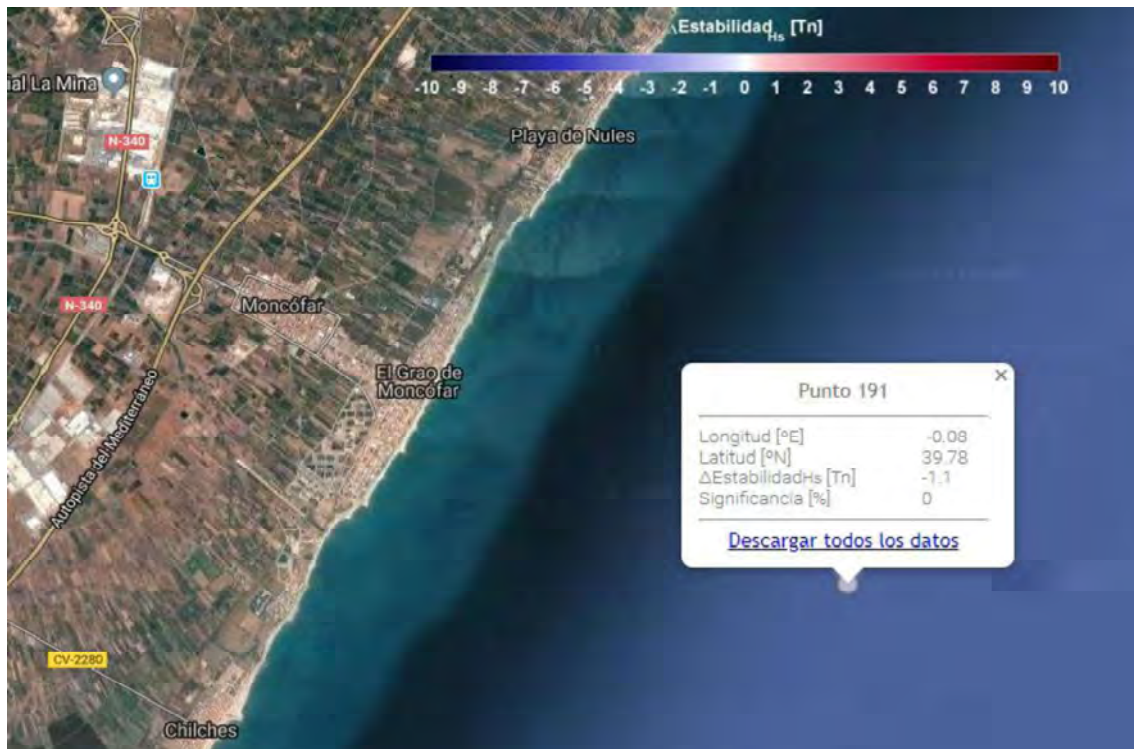 ΔEstabilidadHs [Tn]
-10 -9 -8 -7 -6 -5 -4 -3 -2 -1 0 1 2 3 4 5 6 7 8 9 10
ial La Mina
N-340
Playa de Nules
N-340
Moncófar
El Grao de
Moncófar
Autopista del Mediterráneo
Punto 191
×
Longitud [ºE] -0.08
Latitud [ºN] 39.78
ΔEstabilidadHs [Tn] -1.1
Significancia [%] 0
Descargar todos los datos
CV-2280
Chilches